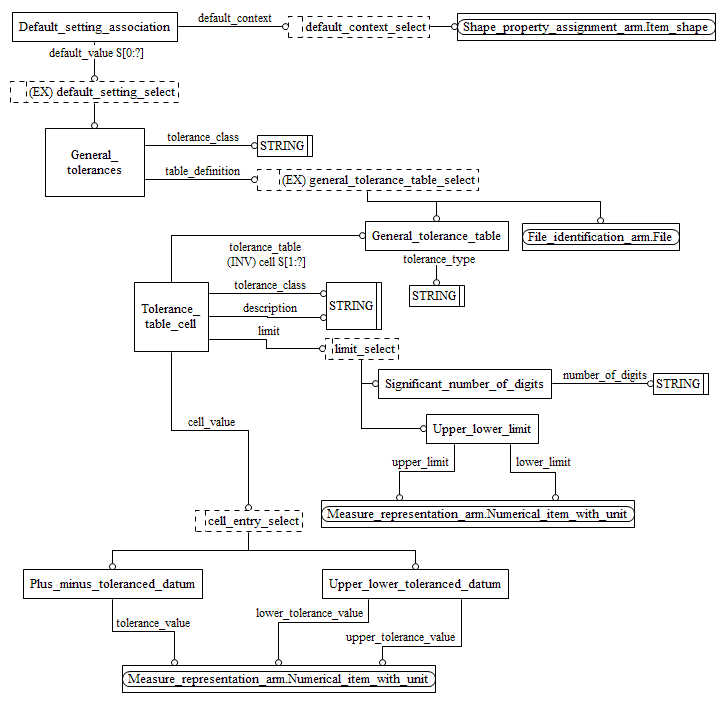 Default_setting_association
default_context
default_context_select
Shape_property_assignment_arm.Item_shape
default_value S[0:?]
(EX) default_setting_select
General_
tolerances
tolerance_class
STRING
table_definition
(EX) general_tolerance_table_select
General_tolerance_table
File_identification_arm.File
tolerance_table
(INV) cell S[1:?]
tolerance_type
STRING
Tolerance_
table_cell
tolerance_class
description
STRING
limit
limit_select
Significant_number_of_digits
number_of_digits
STRING
Upper_lower_limit
cell_value
upper_limit
lower_limit
Measure_representation_arm.Numerical_item_with_unit
cell_entry_select
Plus_minus_toleranced_datum
Upper_lower_toleranced_datum
tolerance_value
lower_tolerance_value
upper_tolerance_value
Measure_representation_arm.Numerical_item_with_unit